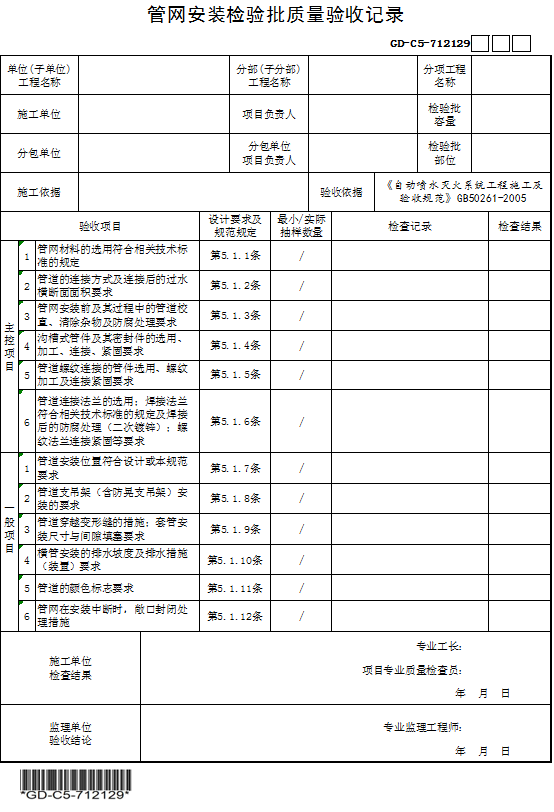 管网安装检验批质量验收记录
GD-C5-712129
单位(子单位)
工程名称
分部(子分部)
工程名称
分项工程
名称
施工单位
项目负责人
检验批
容量
分包单位
分包单位
项目负责人
检验批
部位
施工依据
验收依据
《自动喷水灭火系统工程施工及
验收规范》GB50261-2005
验收项目
设计要求及
规范规定
最小/实际
抽样数量
检查记录
检查结果
主控项目
1
管网材料的选用符合相关技术标
准的规定
第5.1.1条
/
2
管道的连接方式及连接后的过水
横断面面积要求
第5.1.2条
/
3
管网安装前及其过程中的管道校
直、清除杂物及防腐处理要求
第5.1.3条
/
4
沟槽式管件及其密封件的选用、
加工、连接、紧固要求
第5.1.4条
/
5
管道螺纹连接的管件选用、螺纹
加工及连接紧固要求
第5.1.5条
/
6
管道连接法兰的选用；焊接法兰
符合相关技术标准的规定及焊接
后的防腐处理（二次镀锌）；螺
纹法兰连接紧固等要求
第5.1.6条
/
一般项目
1
管道安装位置符合设计或本规范
要求
第5.1.7条
/
2
管道支吊架（含防晃支吊架）安
装的要求
第5.1.8条
/
3
管道穿越变形缝的措施；套管安
装尺寸与间隙填塞要求
第5.1.9条
/
4
横管安装的排水坡度及排水措施
（装置）要求
第5.1.10条
/
5
管道的颜色标志要求
第5.1.11条
/
6
管网在安装中断时，敞口封闭处
理措施
第5.1.12条
/
施工单位
检查结果
专业工长：
项目专业质量检查员：
年 月 日
监理单位
验收结论
专业监理工程师：
年 月 日
*GD-C5-712129*